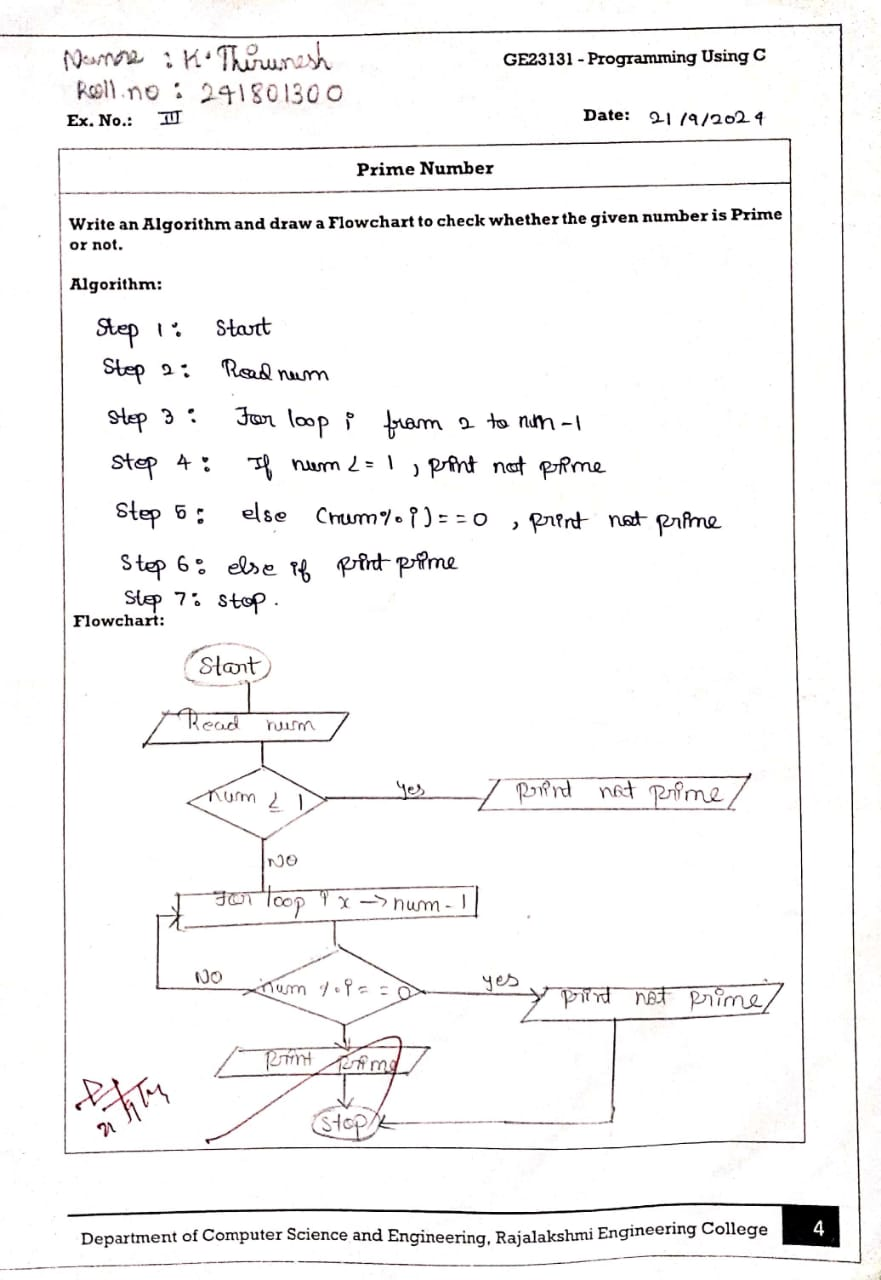 Name : K. Thirunesh
GE23131 - Programming Using C
Roll.no : 241801300
Ex. No.: III
Date: 21/9/2024
Prime Number
Write an Algorithm and draw a Flowchart to check whether the given number is Prime
or not.
Algorithm:
Step 1: Start
Step 2: Read num
Step 3: For loop i from 2 to num-1
Step 4: If num <= 1, print not prime
Step 5: else (num%i)==0, print not prime
Step 6: else if print prime
Step 7: stop.
Flowchart:
Start
Read num
num ≤ 1
Yes
print not prime
NO
For loop i x → num-1
NO
num % i == 0
yes
print not prime
print prime
stop
Department of Computer Science and Engineering, Rajalakshmi Engineering College
4